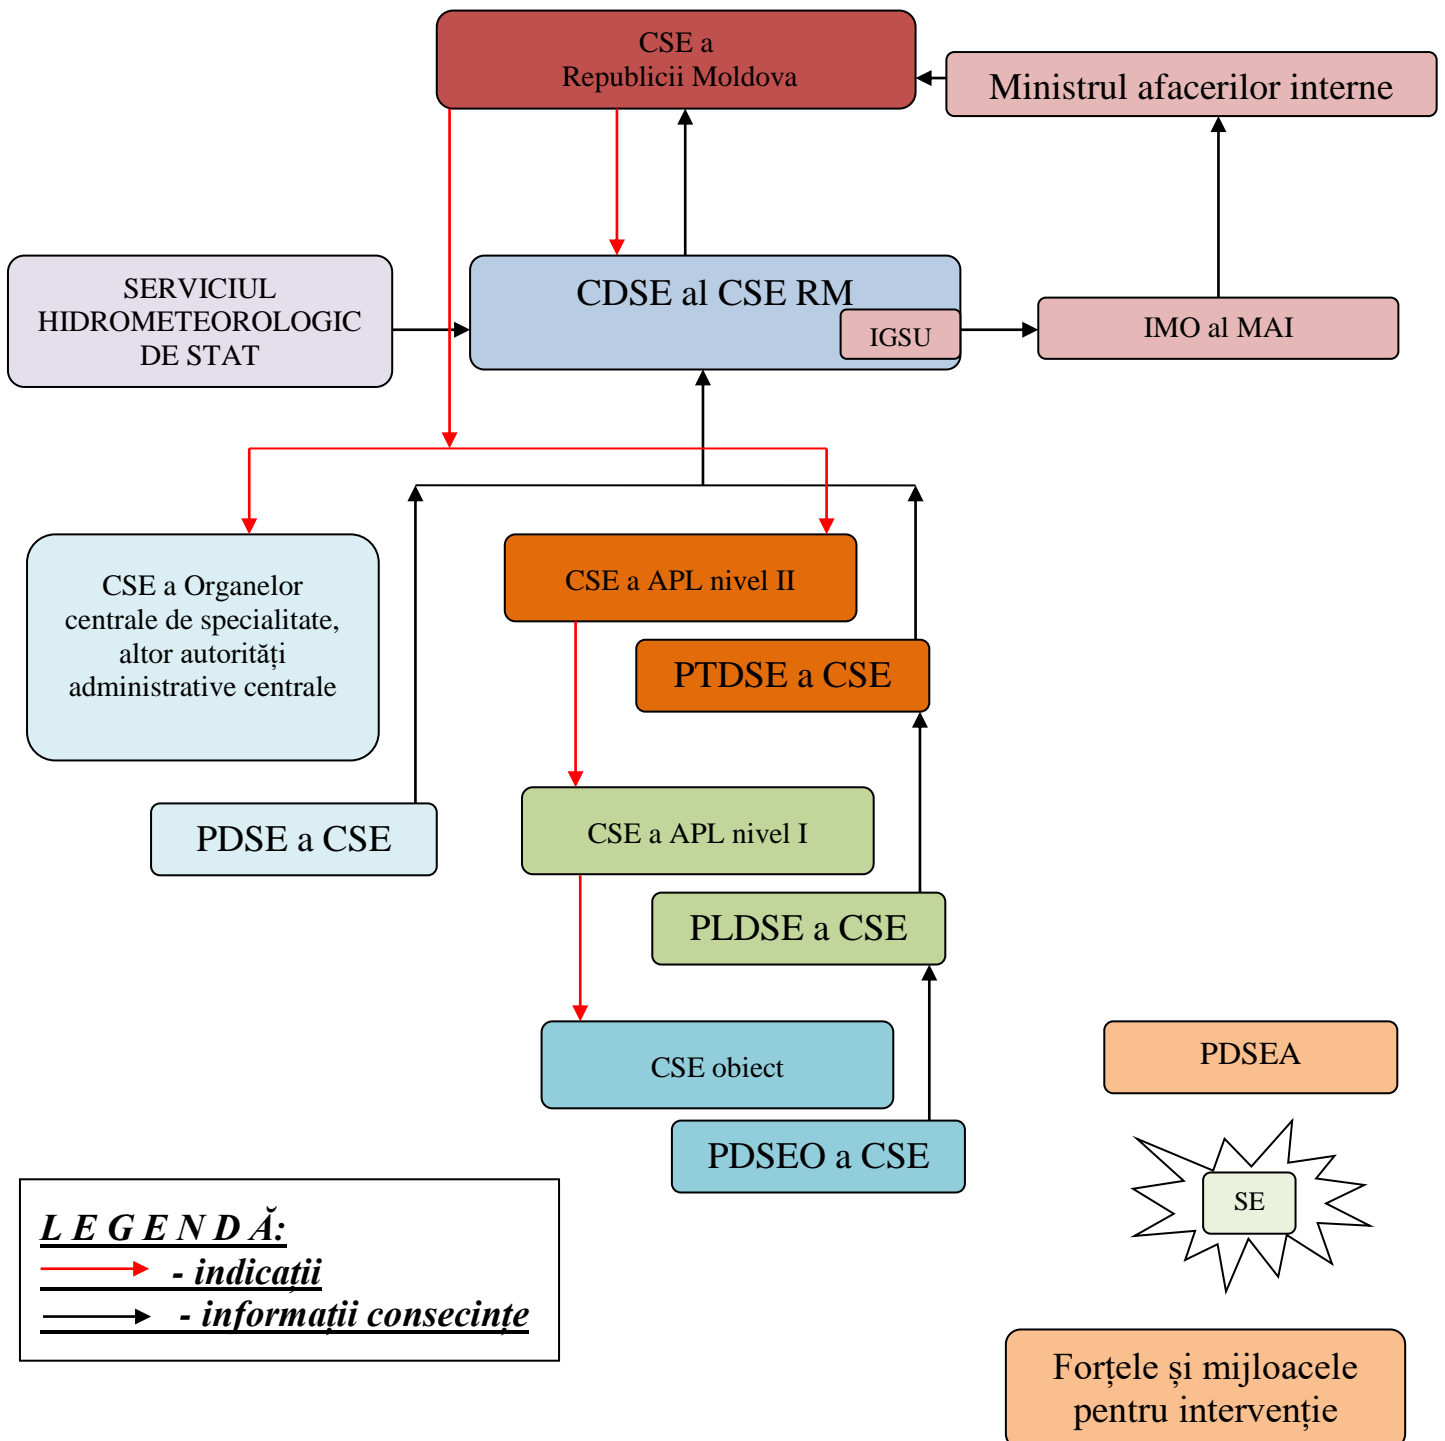 CSE a
Republicii Moldova
Ministrul afacerilor interne
SERVICIUL
HIDROMETEOROLOGIC
DE STAT
CDSE al CSE RM
IGSU
IMO al MAI
CSE a Organelor
centrale de specialitate,
altor autorități
administrative centrale
CSE a APL nivel II
PTDSE a CSE
PDSE a CSE
CSE a APL nivel I
PLDSE a CSE
CSE obiect
PDSEO a CSE
PDSEA
SE
L E G E N D Ă:
- indicații
- informații consecințe
Forțele și mijloacele
pentru intervenție